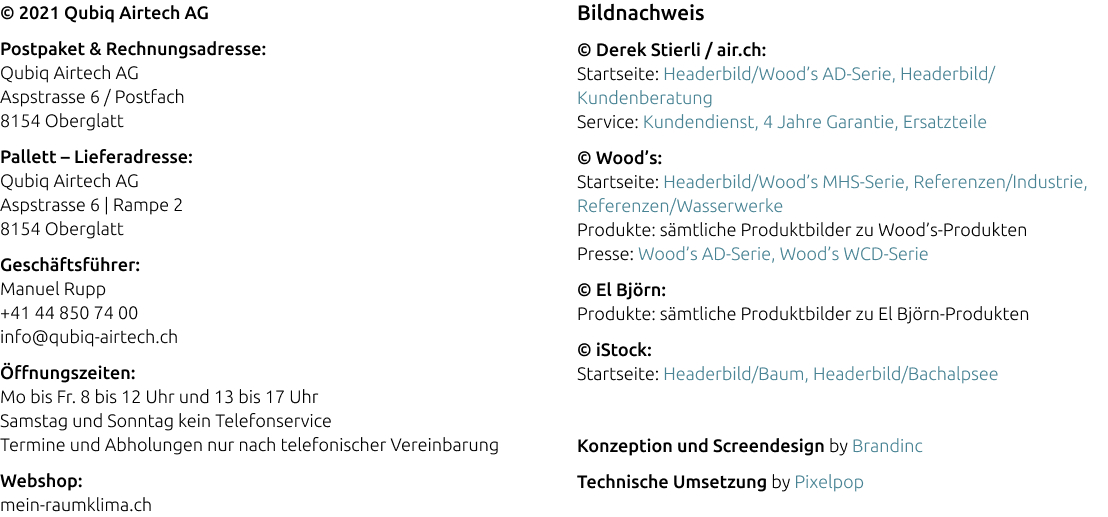 © 2021 Qubiq Airtech AG
Postpaket & Rechnungsadresse:
Qubiq Airtech AG
Aspstrasse 6 / Postfach
8154 Oberglatt
Pallett – Lieferadresse:
Qubiq Airtech AG
Aspstrasse 6 | Rampe 2
8154 Oberglatt
Geschäftsführer:
Manuel Rupp
+41 44 850 74 00
info@qubiq-airtech.ch
Öffnungszeiten:
Mo bis Fr. 8 bis 12 Uhr und 13 bis 17 Uhr
Samstag und Sonntag kein Telefonservice
Termine und Abholungen nur nach telefonischer Vereinbarung
Webshop:
mein-raumklima.ch
Bildnachweis
© Derek Stierli / air.ch:
Startseite: Headerbild/Wood’s AD-Serie, Headerbild/
Kundenberatung
Service: Kundendienst, 4 Jahre Garantie, Ersatzteile
© Wood’s:
Startseite: Headerbild/Wood’s MHS-Serie, Referenzen/Industrie,
Referenzen/Wasserwerke
Produkte: sämtliche Produktbilder zu Wood’s-Produkten
Presse: Wood’s AD-Serie, Wood’s WCD-Serie
© El Björn:
Produkte: sämtliche Produktbilder zu El Björn-Produkten
© iStock:
Startseite: Headerbild/Baum, Headerbild/Bachalpsee
Konzeption und Screendesign by Brandinc
Technische Umsetzung by Pixelpop